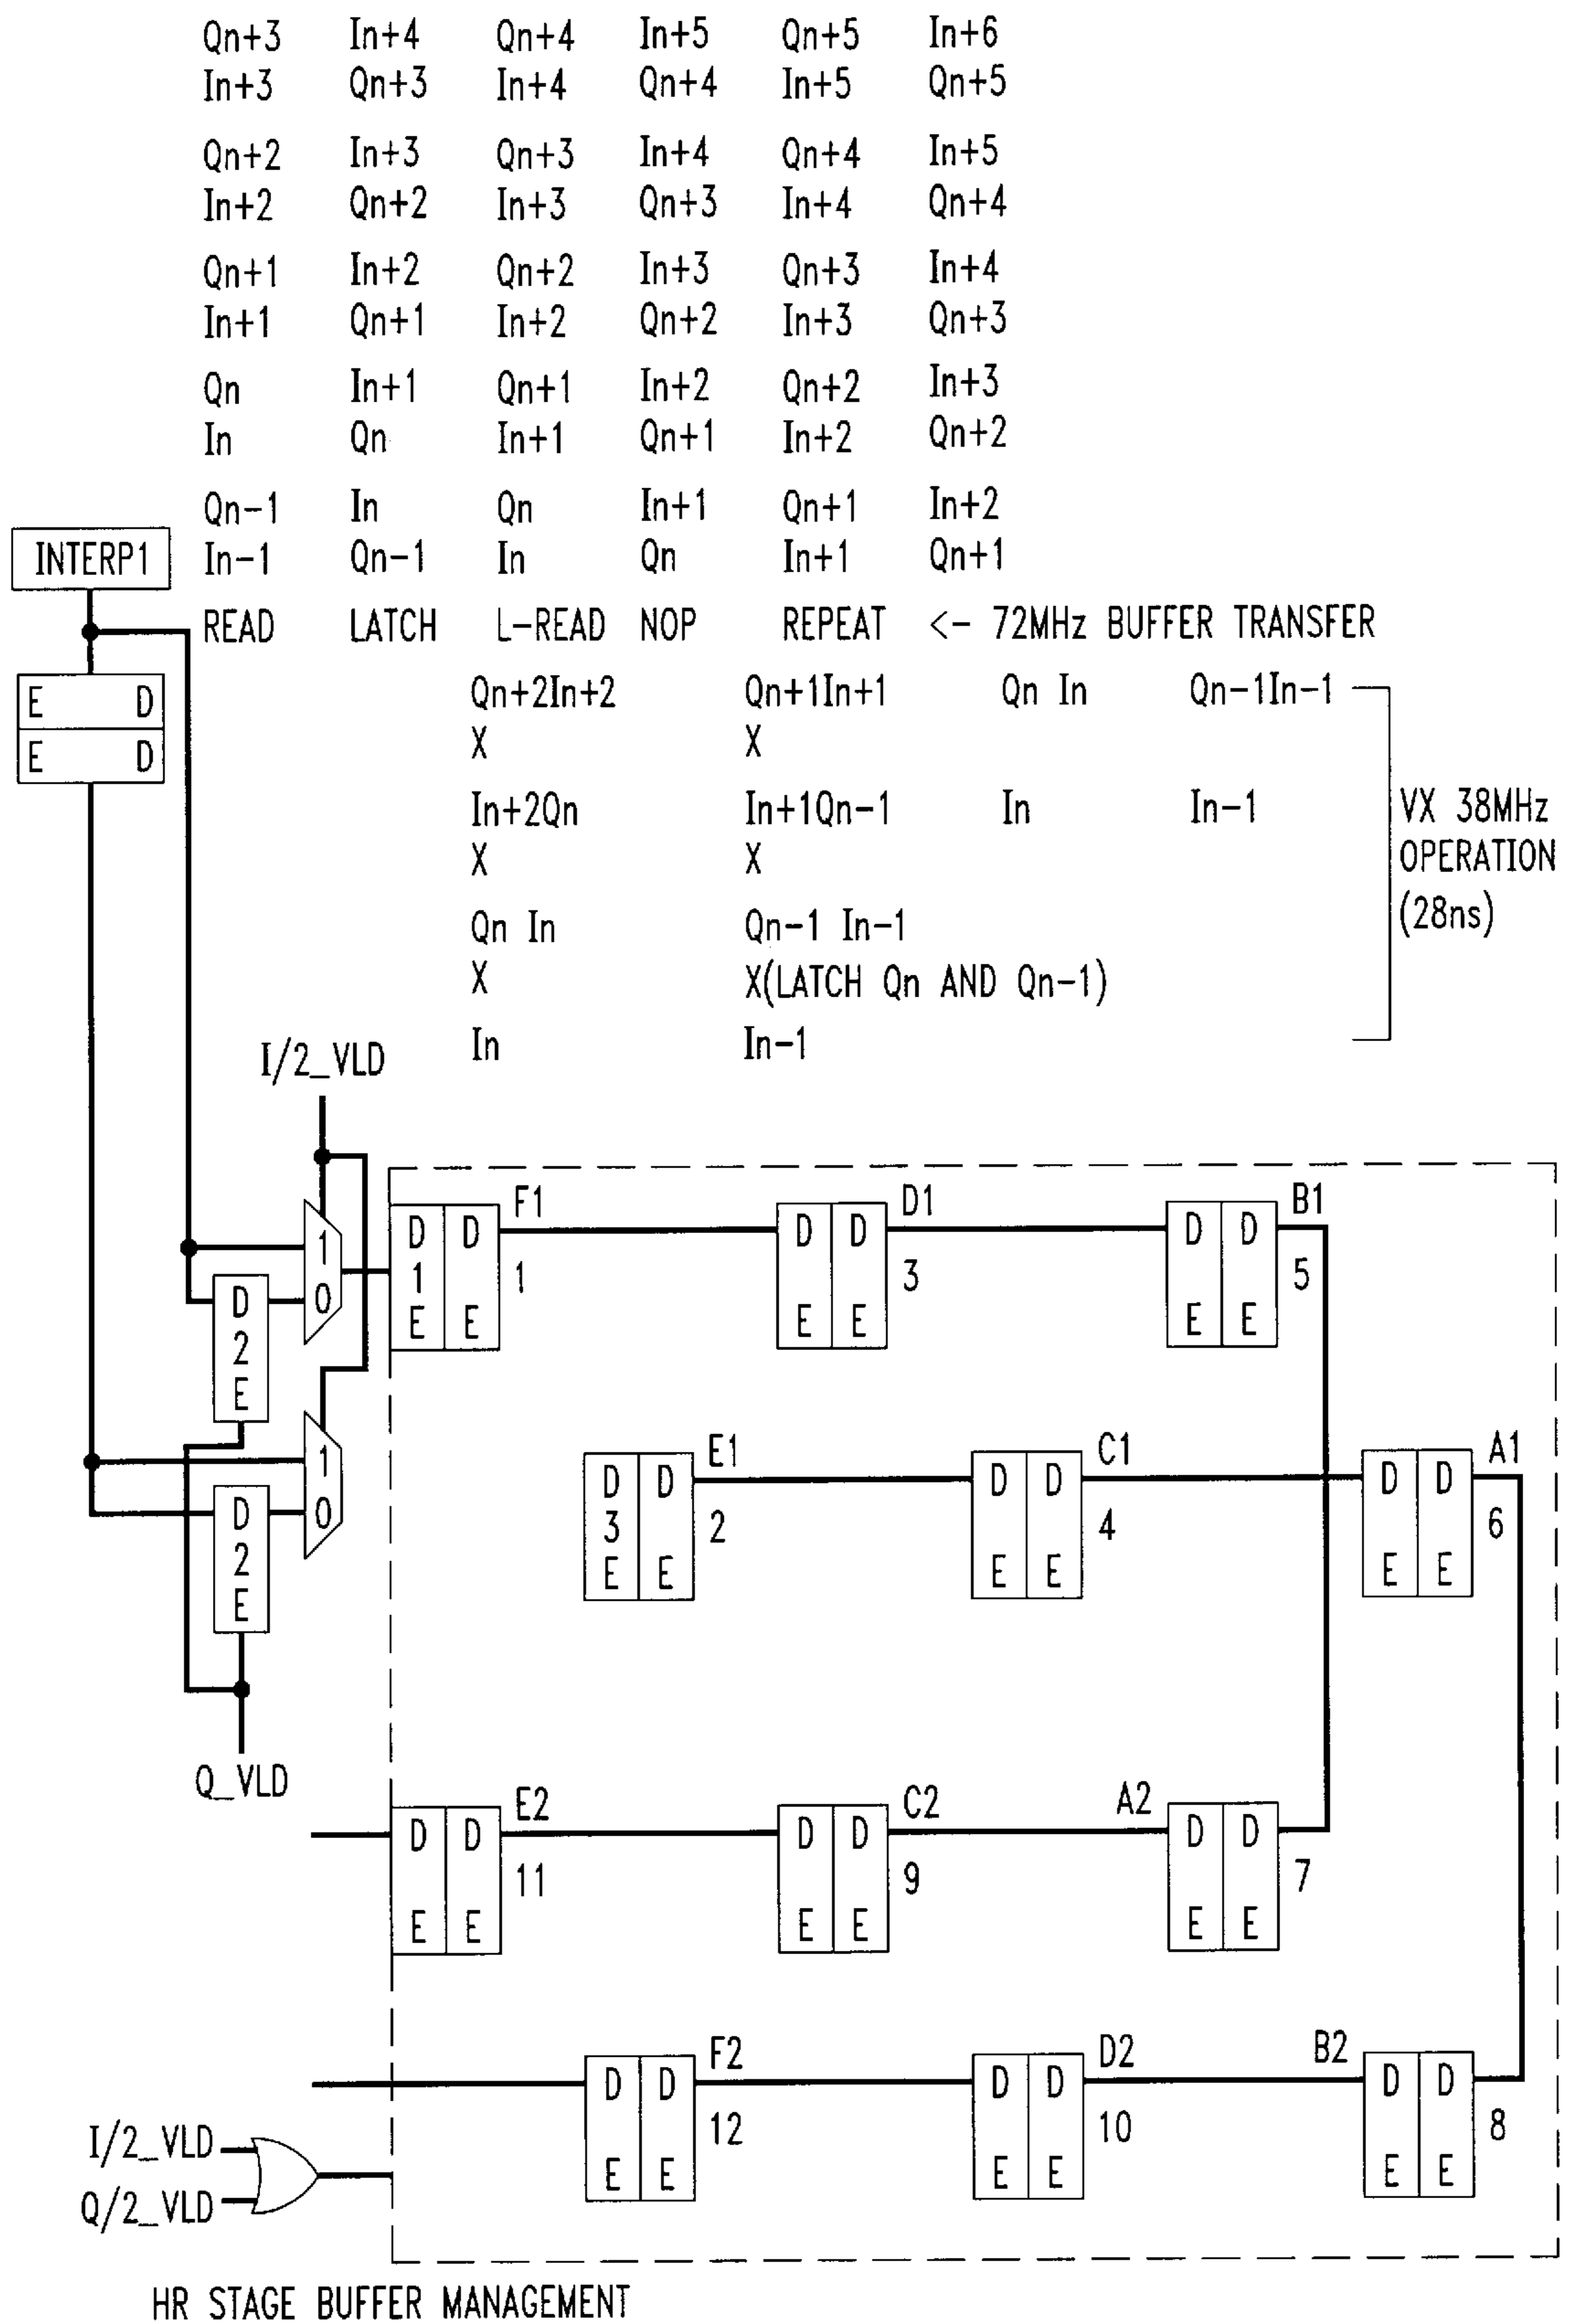 Qn+3 In+4 Qn+4 In+5 Qn+5 In+6
In+3 Qn+3 In+4 Qn+4 In+5 Qn+5
Qn+2 In+3 Qn+3 In+4 Qn+4 In+5
In+2 Qn+2 In+3 Qn+3 In+4 Qn+4
Qn+1 In+2 Qn+2 In+3 Qn+3 In+4
In+1 Qn+1 In+2 Qn+2 In+3 Qn+3
Qn In+1 Qn+1 In+2 Qn+2 In+3
In Qn In+1 Qn+1 In+2 Qn+2
Qn-1 In Qn In+1 Qn+1 In+2
INTERP1 In-1 Qn-1 In Qn In+1 Qn+1
READ LATCH L-READ NOP REPEAT <- 72MHz BUFFER TRANSFER
Qn+2In+2 Qn+1In+1 Qn In Qn-1In-1
E D
X X
E D
In+2Qn In+1Qn-1 In In-1
VX 38MHz
OPERATION
(28ns)
X X
Qn In Qn-1 In-1
X X(LATCH Qn AND Qn-1)
In In-1
I/2_VLD
F1 D1 B1
D D D D D D
1
1 1 3 5
E E E E E E
0
D
2
E
E1 C1 A1
1
D D D D D D
3 2 4 6
E E E E E E
0
D
2
E
Q_VLD
E2 C2 A2
D D D D D D
11 9 7
E E E E E E
F2 D2 B2
D D D D D D
12 10 8
E E E E E E
I/2_VLD
Q/2_VLD
HR STAGE BUFFER MANAGEMENT